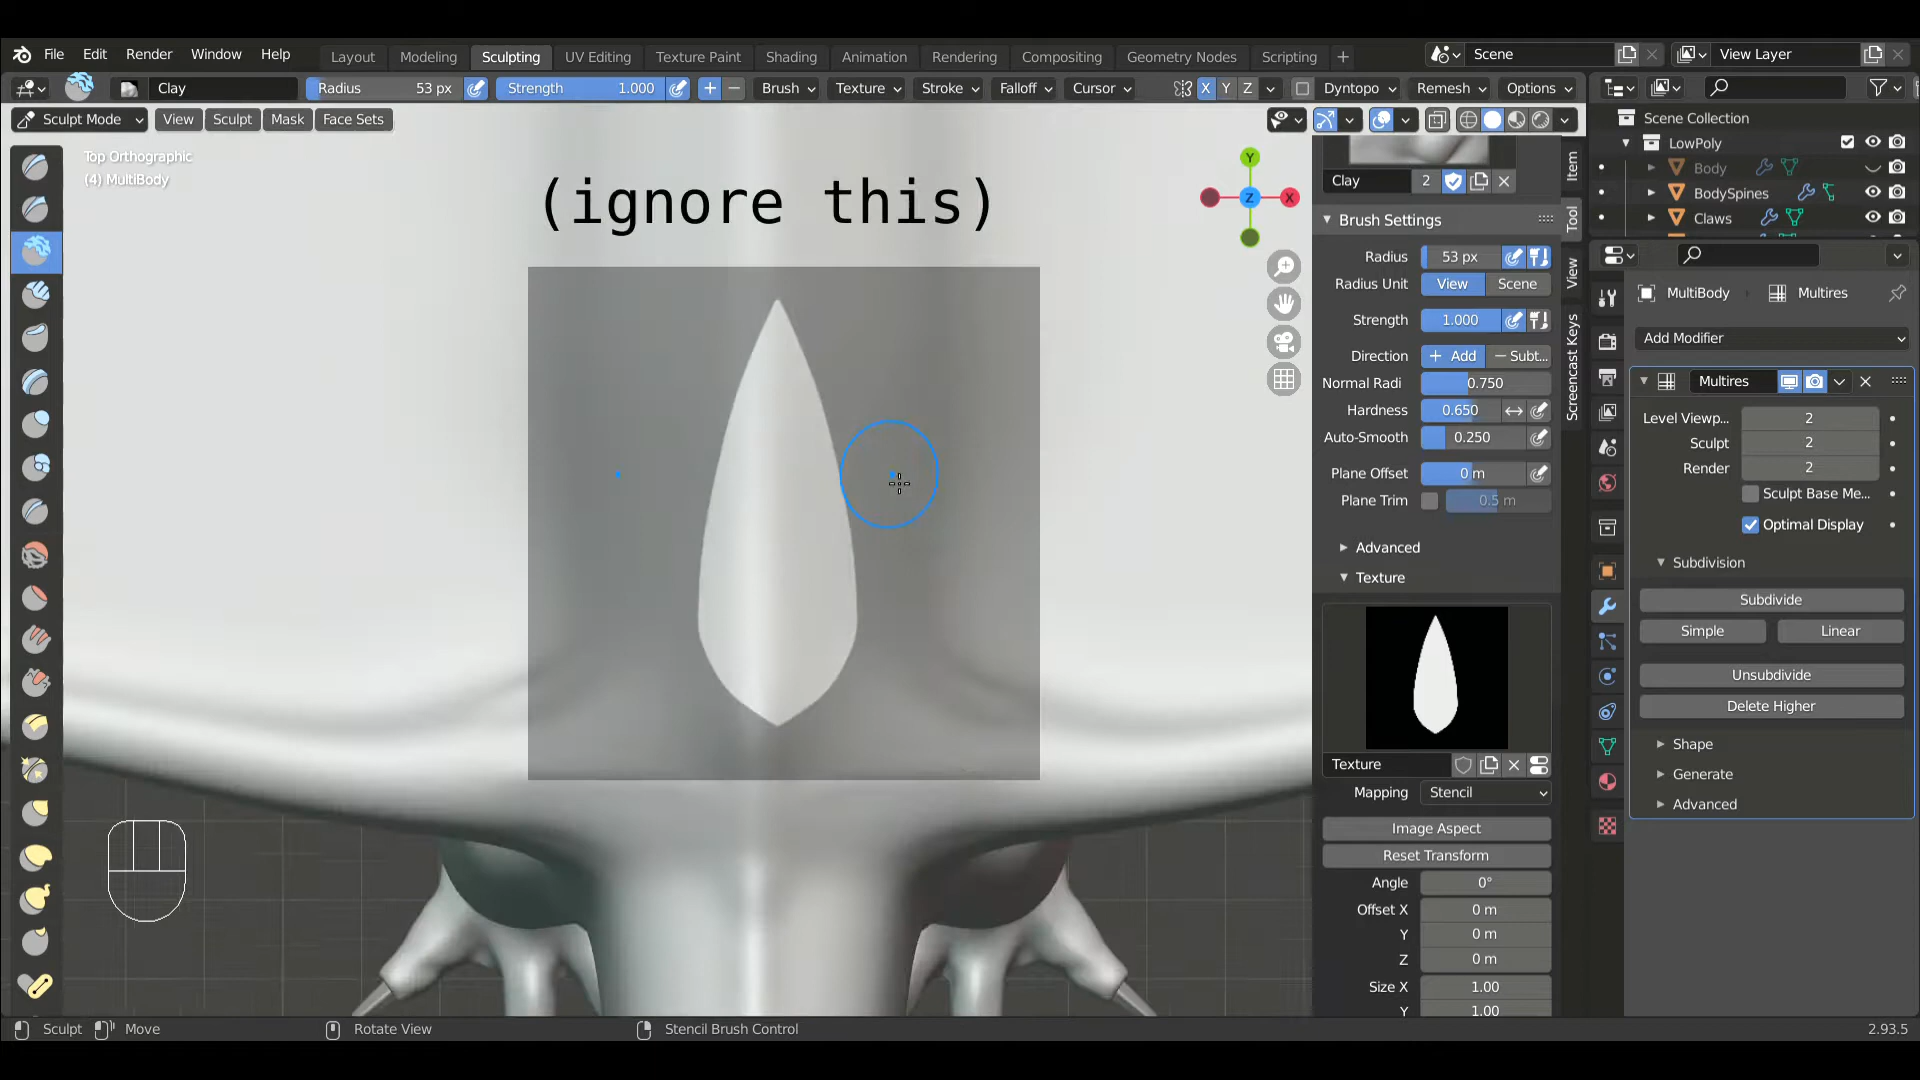 File Edit Render Window Help Layout Modeling Sculpting UV Editing Texture Paint Shading Animation Rendering Compositing Geometry Nodes Scripting + Scene View Layer
Clay Radius 53 px Strength 1.000 Brush Texture Stroke Falloff Cursor X Y Z Dyntopo Remesh Options
Sculpt Mode View Sculpt Mask Face Sets
Top Orthographic
(4) MultiBody
(ignore this)
Y
X
Z
Clay 2
Brush Settings
Radius 53 px
Radius Unit View Scene
Strength 1.000
Direction + Add − Subt...
Normal Radi 0.750
Hardness 0.650
Auto-Smooth 0.250
Plane Offset 0 m
Plane Trim 0.5 m
Advanced
Texture
Texture
Mapping Stencil
Image Aspect
Reset Transform
Angle 0°
Offset X 0 m
Y 0 m
Z 0 m
Size X 1.00
Y 1.00
Item
Tool
View
Screencast Keys
Scene Collection
LowPoly
Body
BodySpines
Claws
MultiBody Multires
Add Modifier
Multires
Level Viewp... 2
Sculpt 2
Render 2
Sculpt Base Me...
Optimal Display
Subdivision
Subdivide
Simple Linear
Unsubdivide
Delete Higher
Shape
Generate
Advanced
Sculpt Move Rotate View Stencil Brush Control 2.93.5